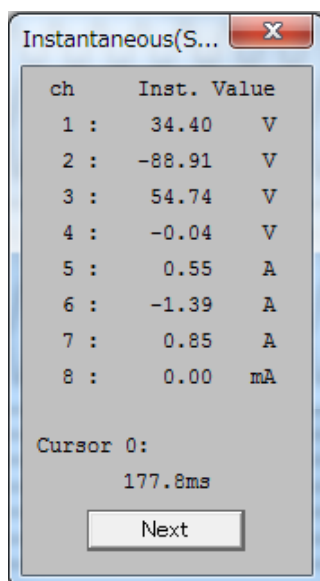 Instantaneous(S...
ch Inst. Value
1 : 34.40 V
2 : -88.91 V
3 : 54.74 V
4 : -0.04 V
5 : 0.55 A
6 : -1.39 A
7 : 0.85 A
8 : 0.00 mA
Cursor 0:
177.8ms
Next